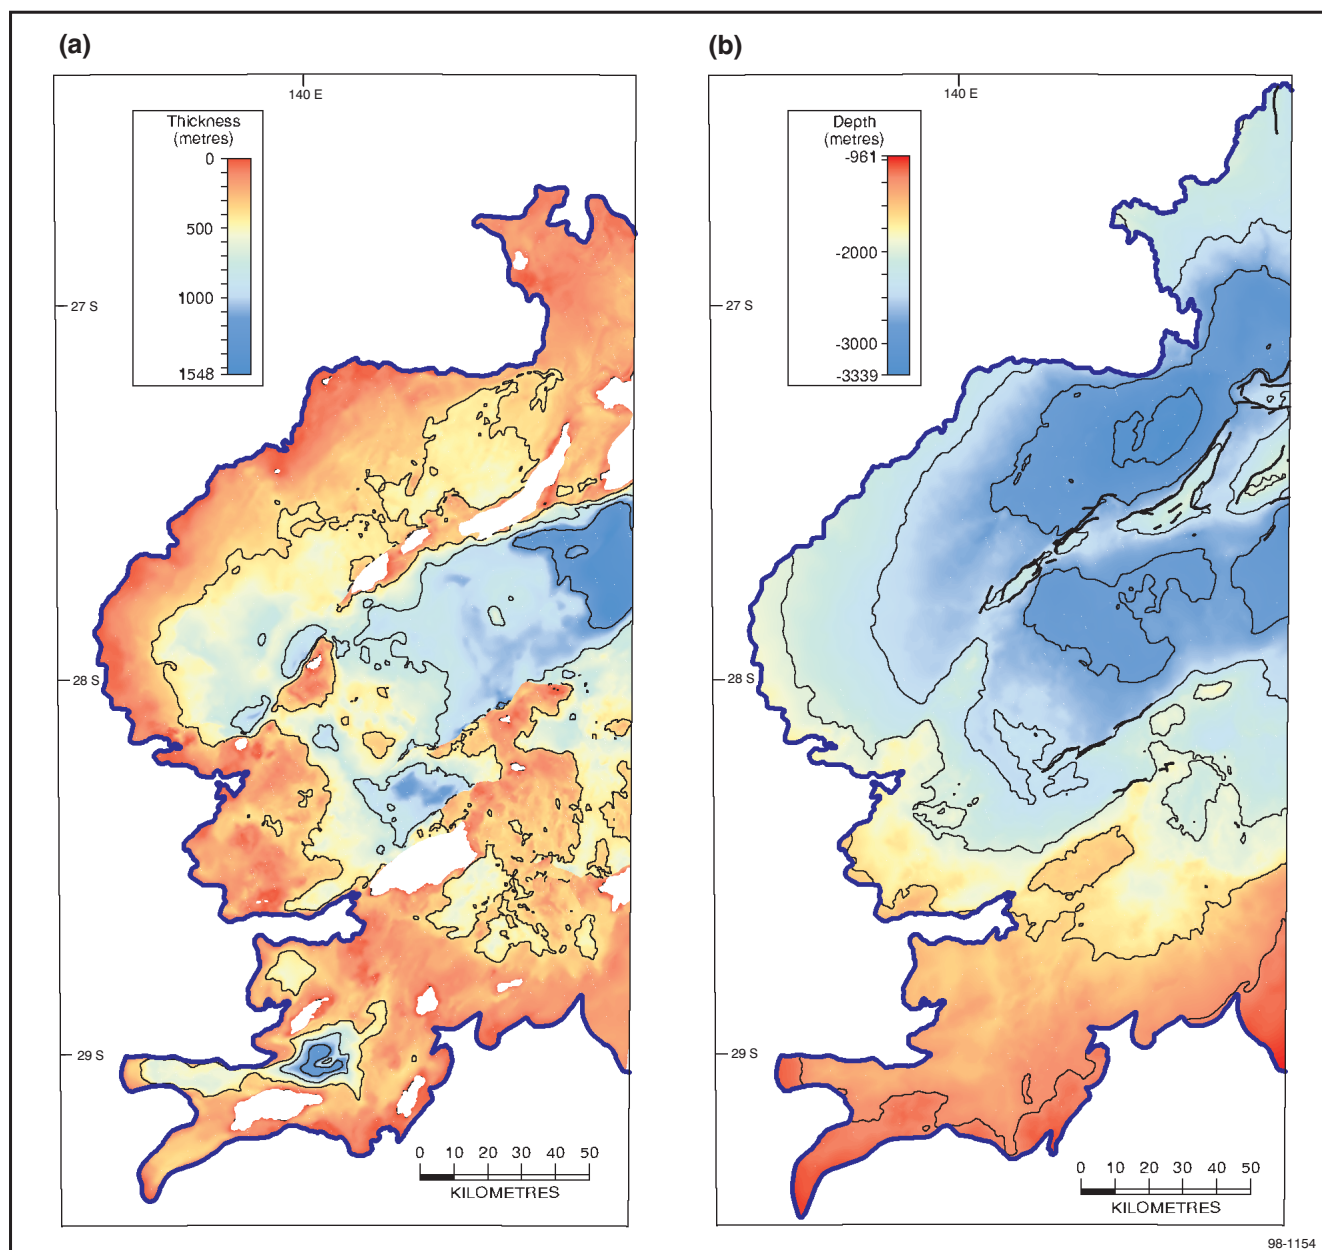 (a)
140 E
Thickness
(metres)
0
500
1000
1548
27 S
28 S
29 S
0 10 20 30 40 50
KILOMETRES
(b)
140 E
Depth
(metres)
-961
-2000
-3000
-3339
27 S
28 S
29 S
0 10 20 30 40 50
KILOMETRES
98-1154